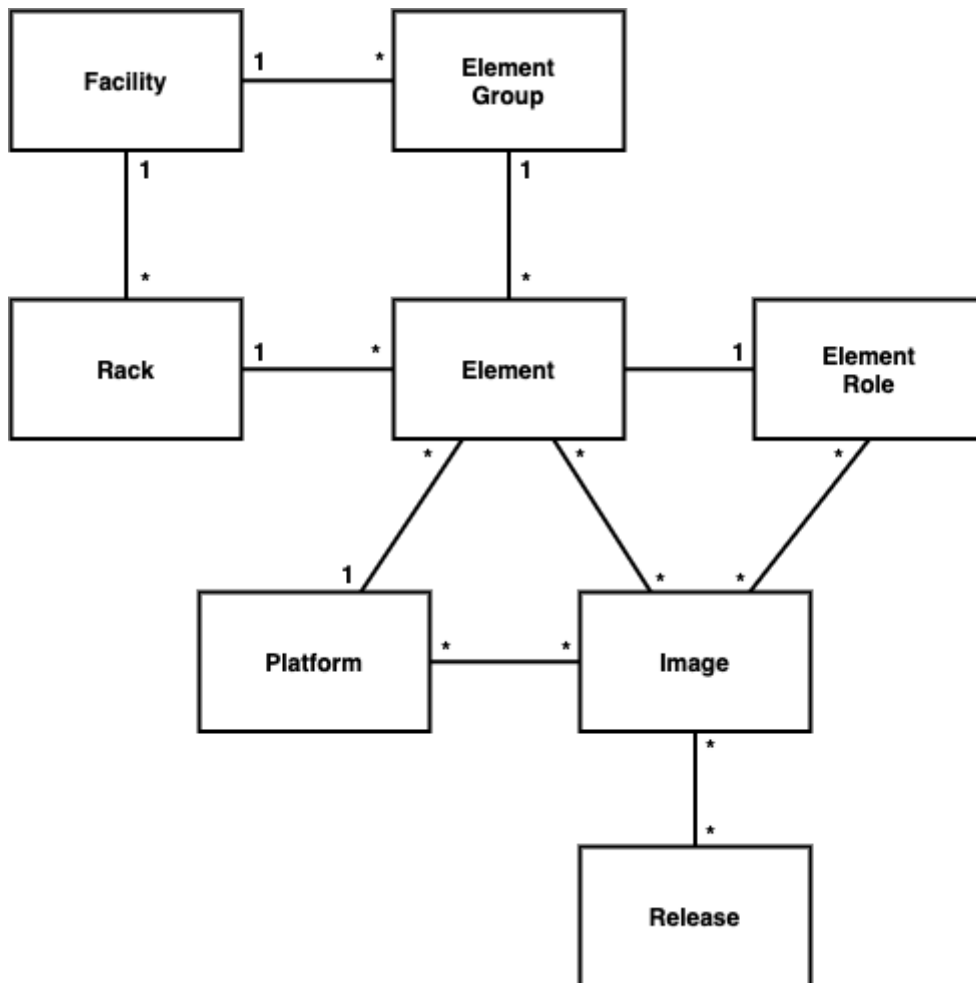 Facility
1
*
Element
Group
1
1
*
*
Rack
1
*
Element
1
Element
Role
*
*
*
1
*
*
Platform
*
*
Image
*
*
Release